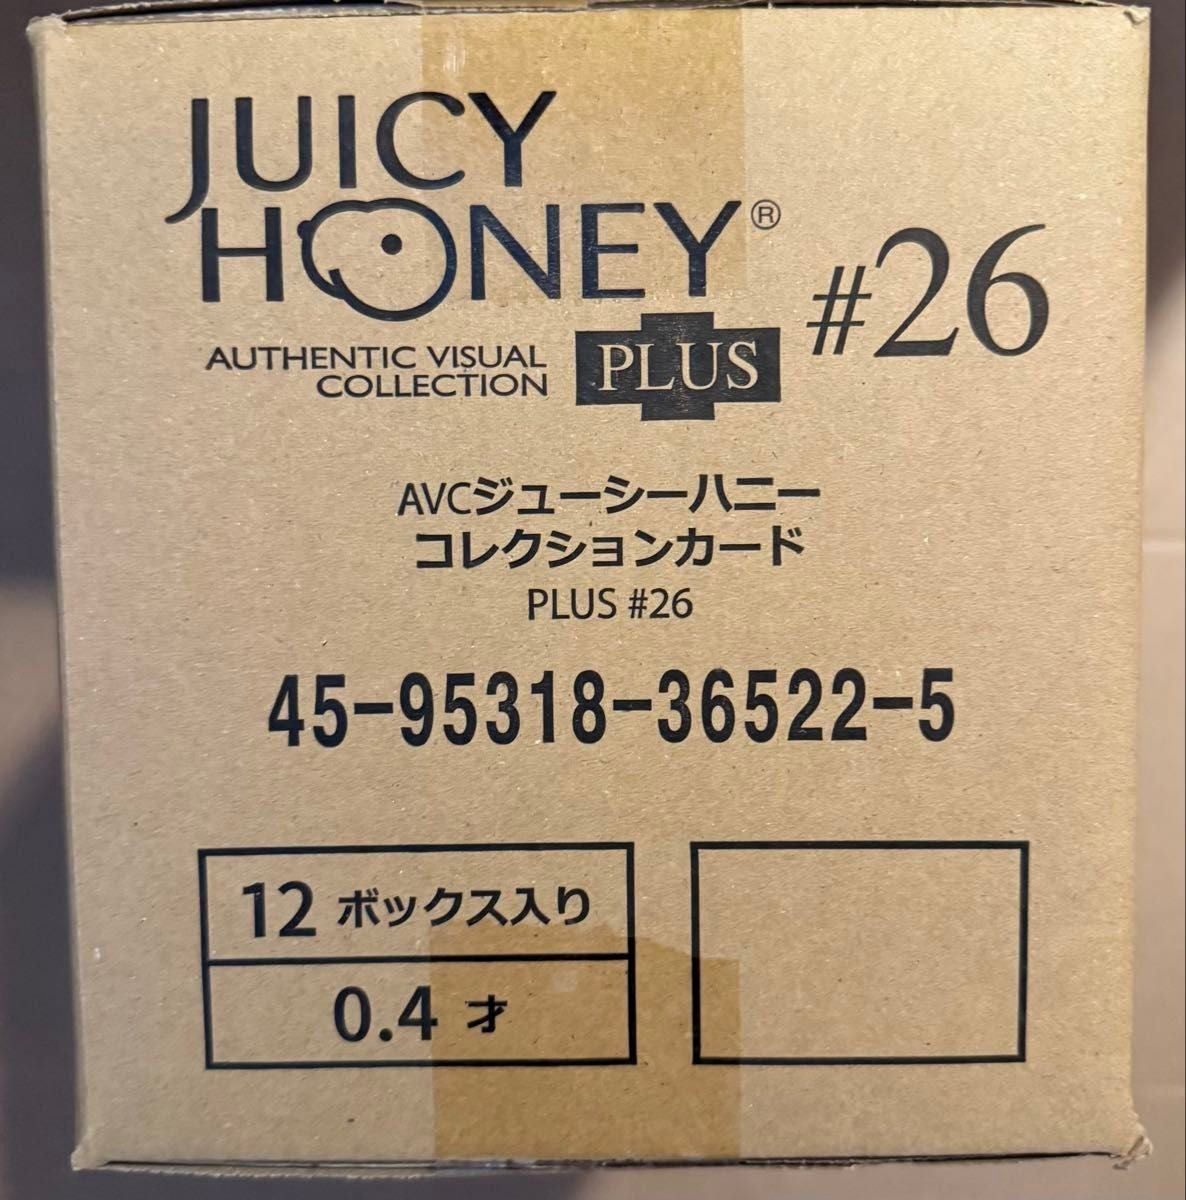 JUICY
HONEY® #26
AUTHENTIC VISUAL
COLLECTION PLUS
AVCジューシーハニー
コレクションカード
PLUS #26
45-95318-36522-5
12 ボックス入り
0.4 才